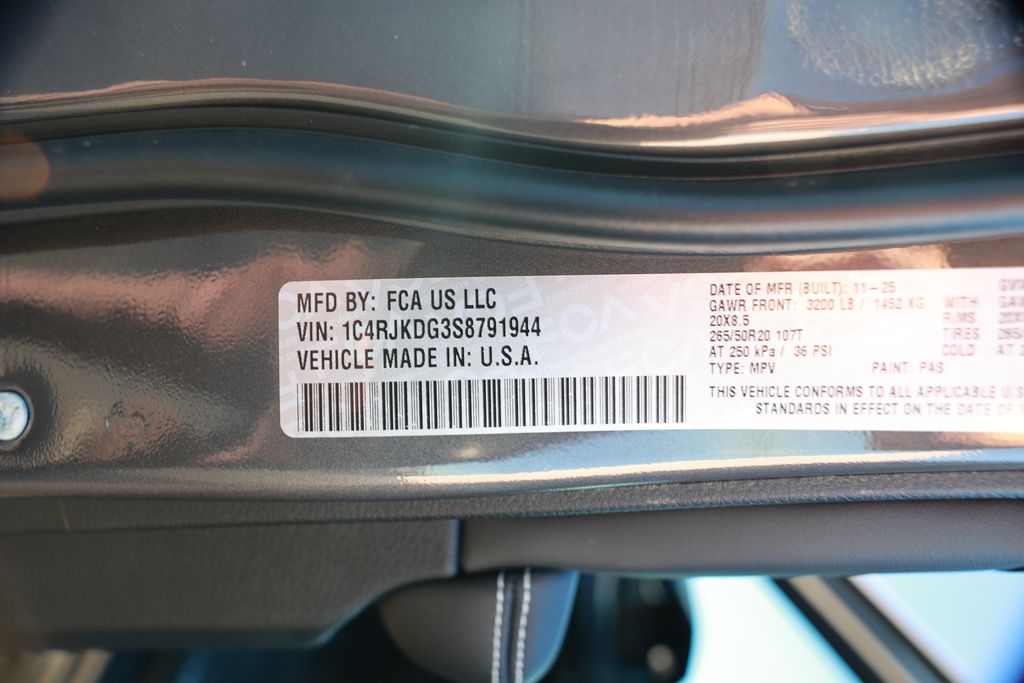 MFD BY: FCA US LLC
VIN: 1C4RJKDG3S8791944
VEHICLE MADE IN: U.S.A.
DATE OF MFR (BUILT): 11-25
GAWR FRONT: 3200 LB / 1452 KG WITH
20X8.5 RIMS
265/50R20 107T TIRES
AT 250 kPa / 36 PSI COLD AT
TYPE: MPV PAINT: PAS
THIS VEHICLE CONFORMS TO ALL APPLICABLE U.S
STANDARDS IN EFFECT ON THE DATE OF